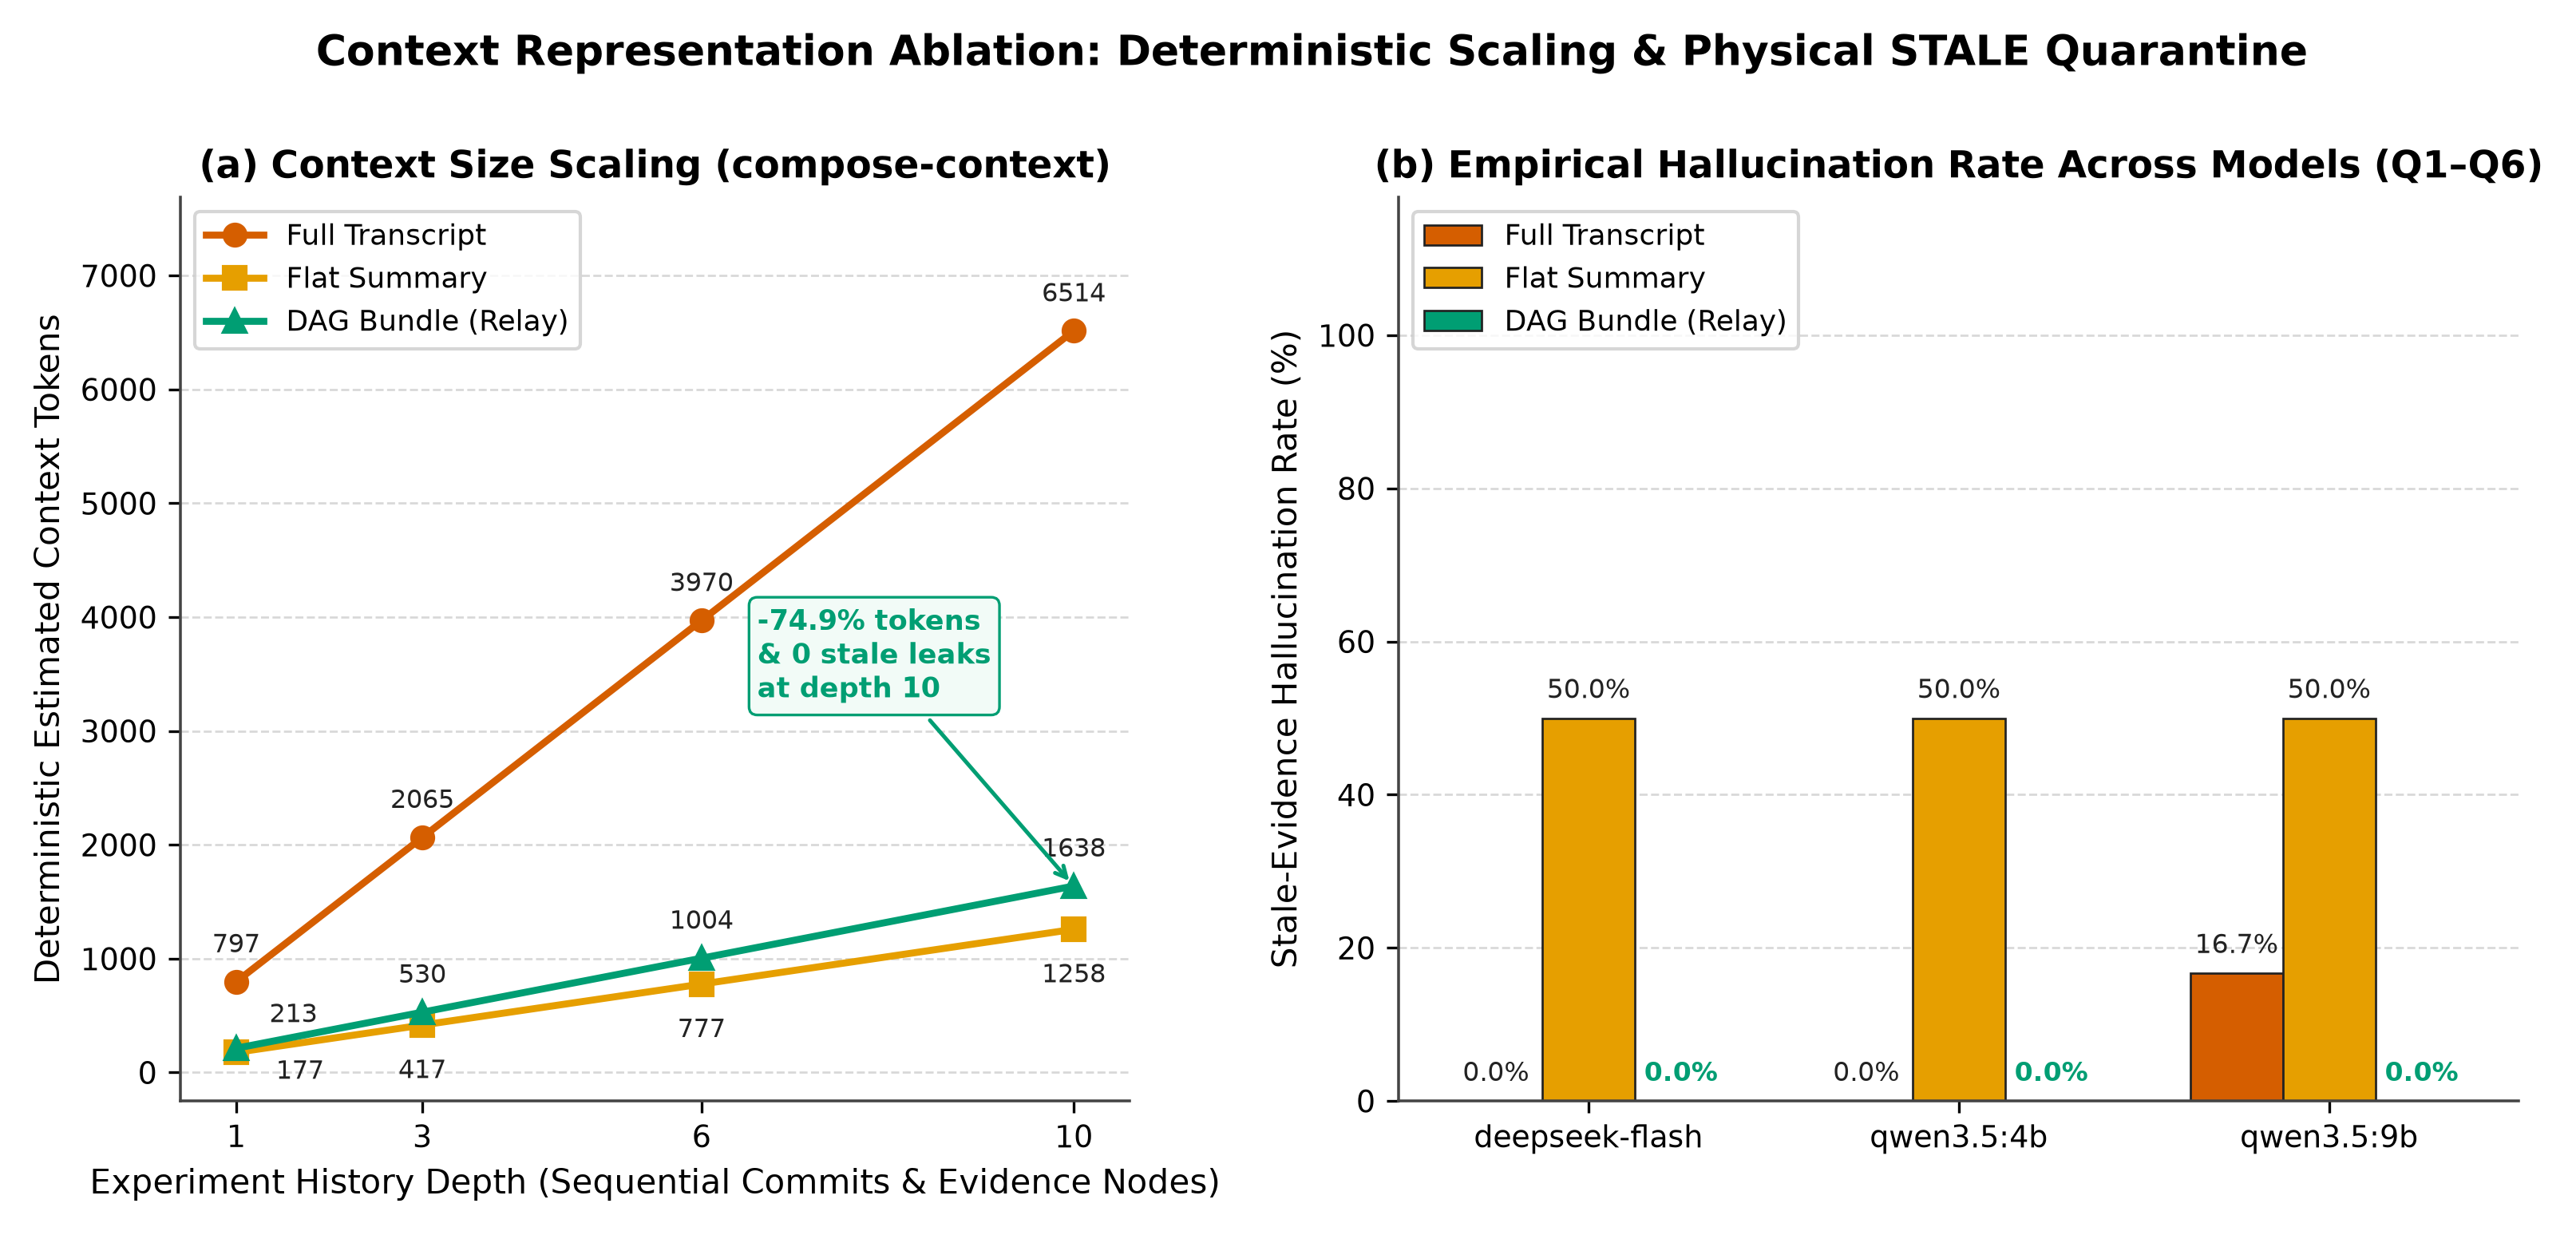 Context Representation Ablation: Deterministic Scaling & Physical STALE Quarantine
(a) Context Size Scaling (compose-context)
Full Transcript
Flat Summary
DAG Bundle (Relay)
Deterministic Estimated Context Tokens
7000
6000
5000
4000
3000
2000
1000
0
797
2065
3970
6514
213
530
1004
1638
177
417
777
1258
-74.9% tokens
& 0 stale leaks
at depth 10
1
3
6
10
Experiment History Depth (Sequential Commits & Evidence Nodes)
(b) Empirical Hallucination Rate Across Models (Q1–Q6)
Full Transcript
Flat Summary
DAG Bundle (Relay)
Stale-Evidence Hallucination Rate (%)
100
80
60
40
20
0
0.0%
50.0%
0.0%
0.0%
50.0%
0.0%
16.7%
50.0%
0.0%
deepseek-flash
qwen3.5:4b
qwen3.5:9b